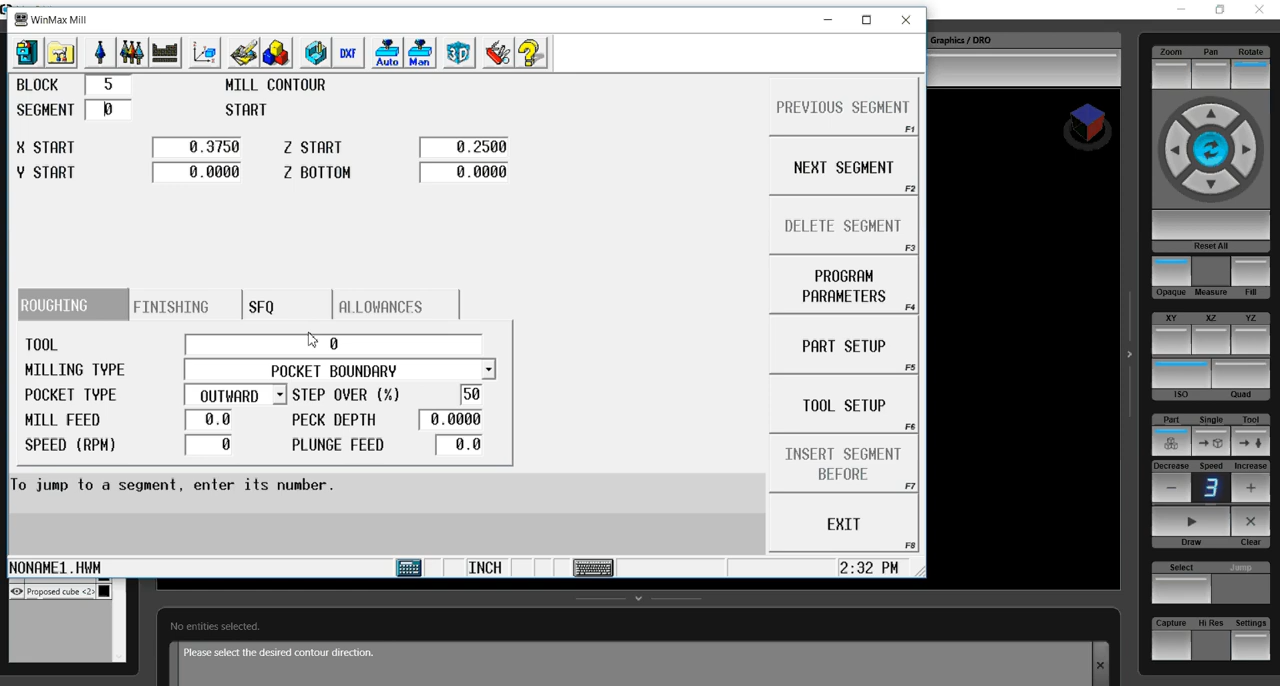 WinMax Mill
DXF
Auto
Man
3D
BLOCK 5 MILL CONTOUR
SEGMENT 0 START
X START 0.3750 Z START 0.2500
Y START 0.0000 Z BOTTOM 0.0000
ROUGHING FINISHING SFQ ALLOWANCES
TOOL 0
MILLING TYPE POCKET BOUNDARY
POCKET TYPE OUTWARD STEP OVER (%) 50
MILL FEED 0.0 PECK DEPTH 0.0000
SPEED (RPM) 0 PLUNGE FEED 0.0
To jump to a segment, enter its number.
NONAME1.HWM INCH 2:32 PM
PREVIOUS SEGMENT
F1
NEXT SEGMENT
F2
DELETE SEGMENT
F3
PROGRAM
PARAMETERS
F4
PART SETUP
F5
TOOL SETUP
F6
INSERT SEGMENT
BEFORE
F7
EXIT
F8
Graphics / DRO
Proposed cube <2>
No entities selected.
Please select the desired contour direction.
Zoom Pan Rotate
Reset All
Opaque Measure Fill
XY XZ YZ
ISO Quad
Part Single Tool
Decrease Speed Increase
3
Draw Clear
Select Jump
Capture Hi Res Settings